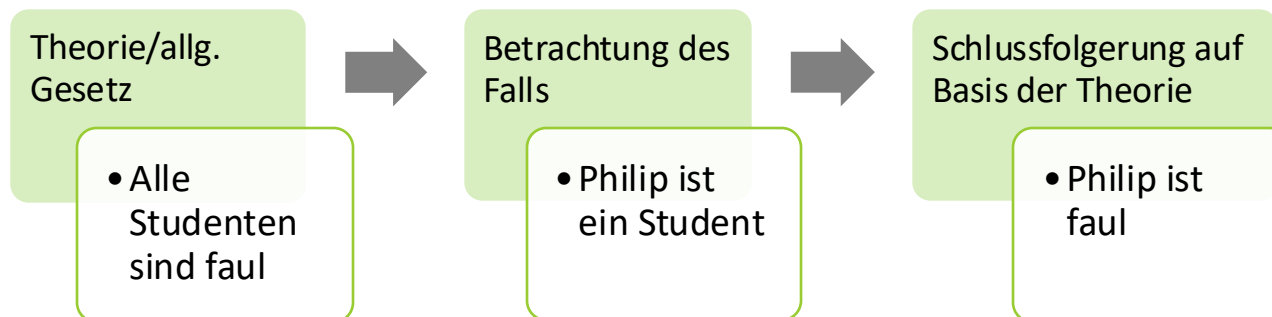 Theorie/allg.
Gesetz
• Alle
Studenten
sind faul
Betrachtung des
Falls
• Philip ist
ein Student
Schlussfolgerung auf
Basis der Theorie
• Philip ist
faul